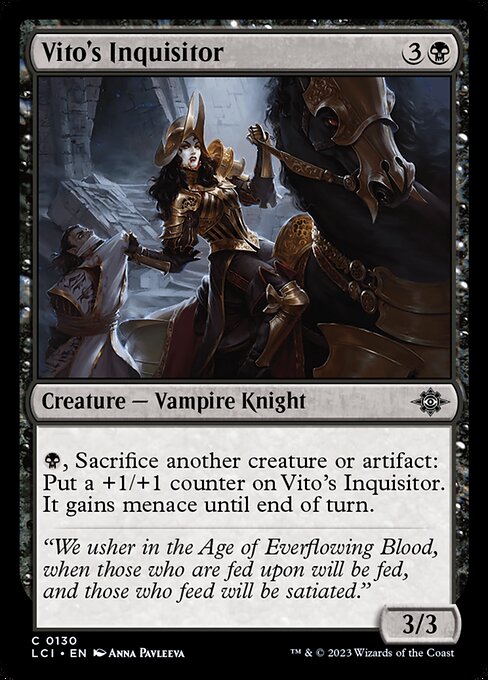 Vito's Inquisitor 3
Creature — Vampire Knight
, Sacrifice another creature or artifact:
Put a +1/+1 counter on Vito's Inquisitor.
It gains menace until end of turn.
"We usher in the Age of Everflowing Blood,
when those who are fed upon will be fed,
and those who feed will be satiated."
3/3
C 0130
LCI • EN Anna Pavleeva
™ & © 2023 Wizards of the Coast